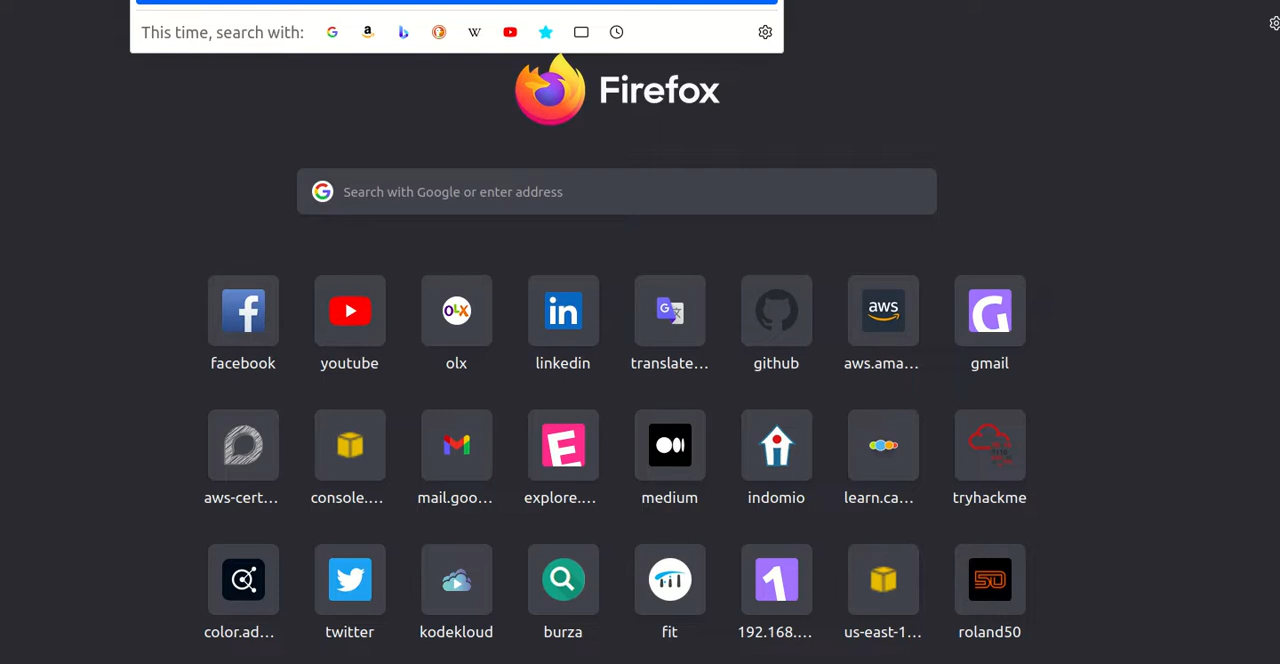 This time, search with:
Firefox
Search with Google or enter address
facebook youtube olx linkedin translate... github aws.ama... gmail
aws-cert... console.... mail.goo... explore.... medium indomio learn.ca... tryhackme
color.ad... twitter kodekloud burza fit 192.168.... us-east-1... roland50